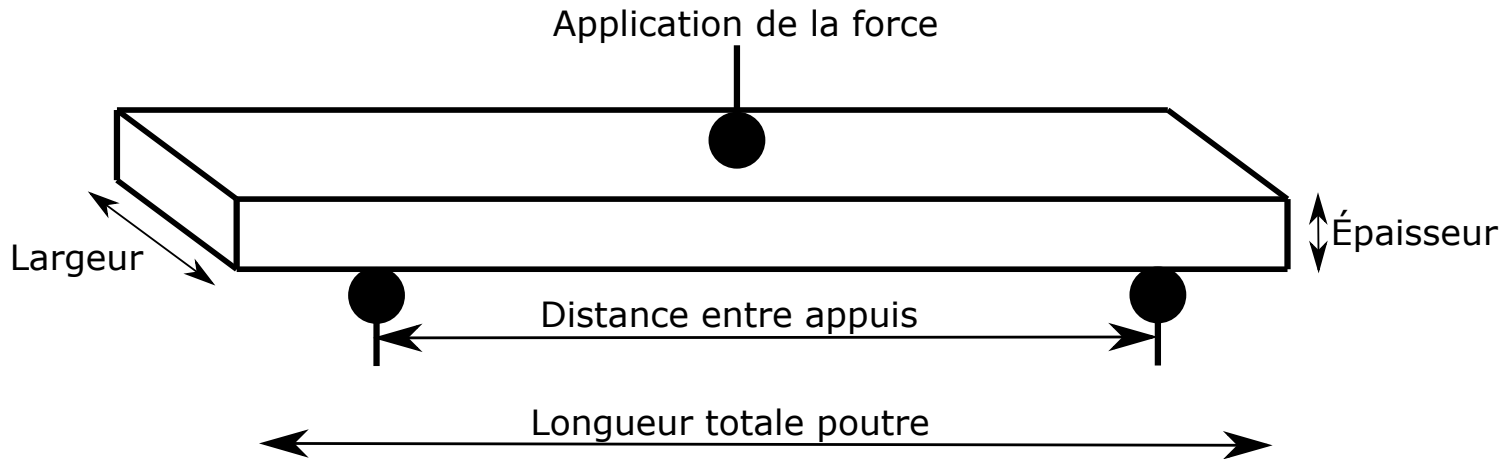 Application de la force
Largeur
Épaisseur
Distance entre appuis
Longueur totale poutre